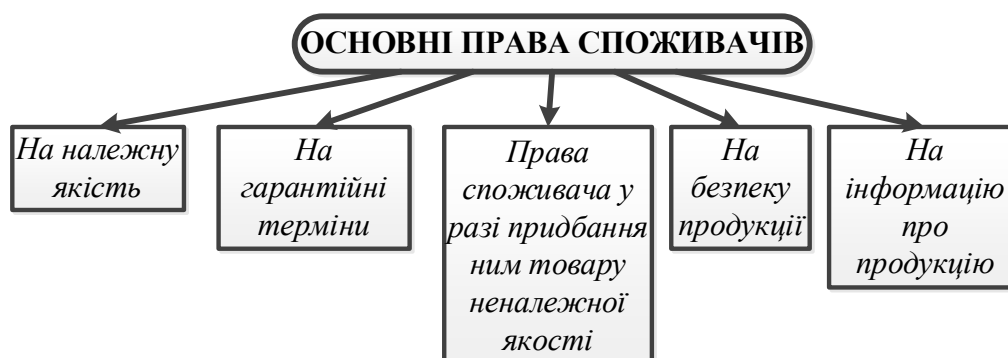 ОСНОВНІ ПРАВА СПОЖИВАЧІВ
На належну
якість
На
гарантійні
терміни
Права
споживача у
разі придбання
ним товару
неналежної
якості
На
безпеку
продукції
На
інформацію
про
продукцію